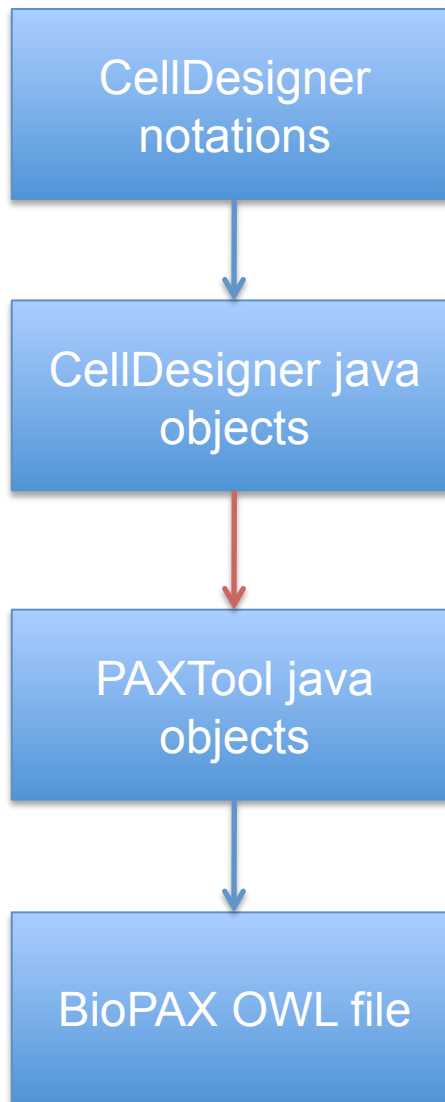 CellDesigner
notations
CellDesigner java
objects
PAXTool java
objects
BioPAX OWL file